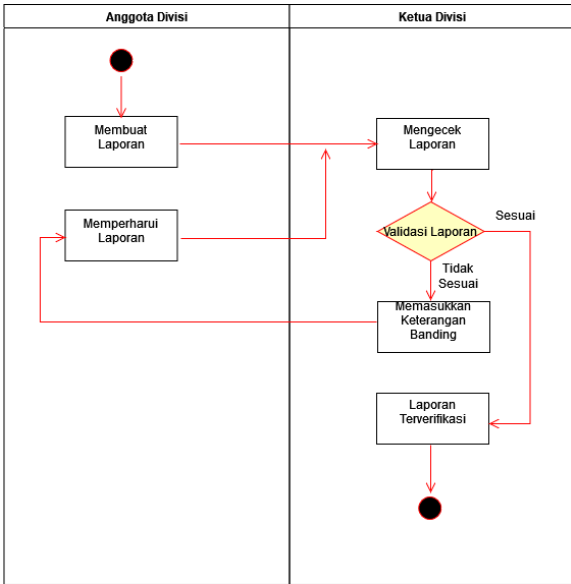 Anggota Divisi
Ketua Divisi
Membuat
Laporan
Mengecek
Laporan
Memperharui
Laporan
Validasi Laporan
Sesuai
Tidak
Sesuai
Memasukkan
Keterangan
Banding
Laporan
Terverifikasi